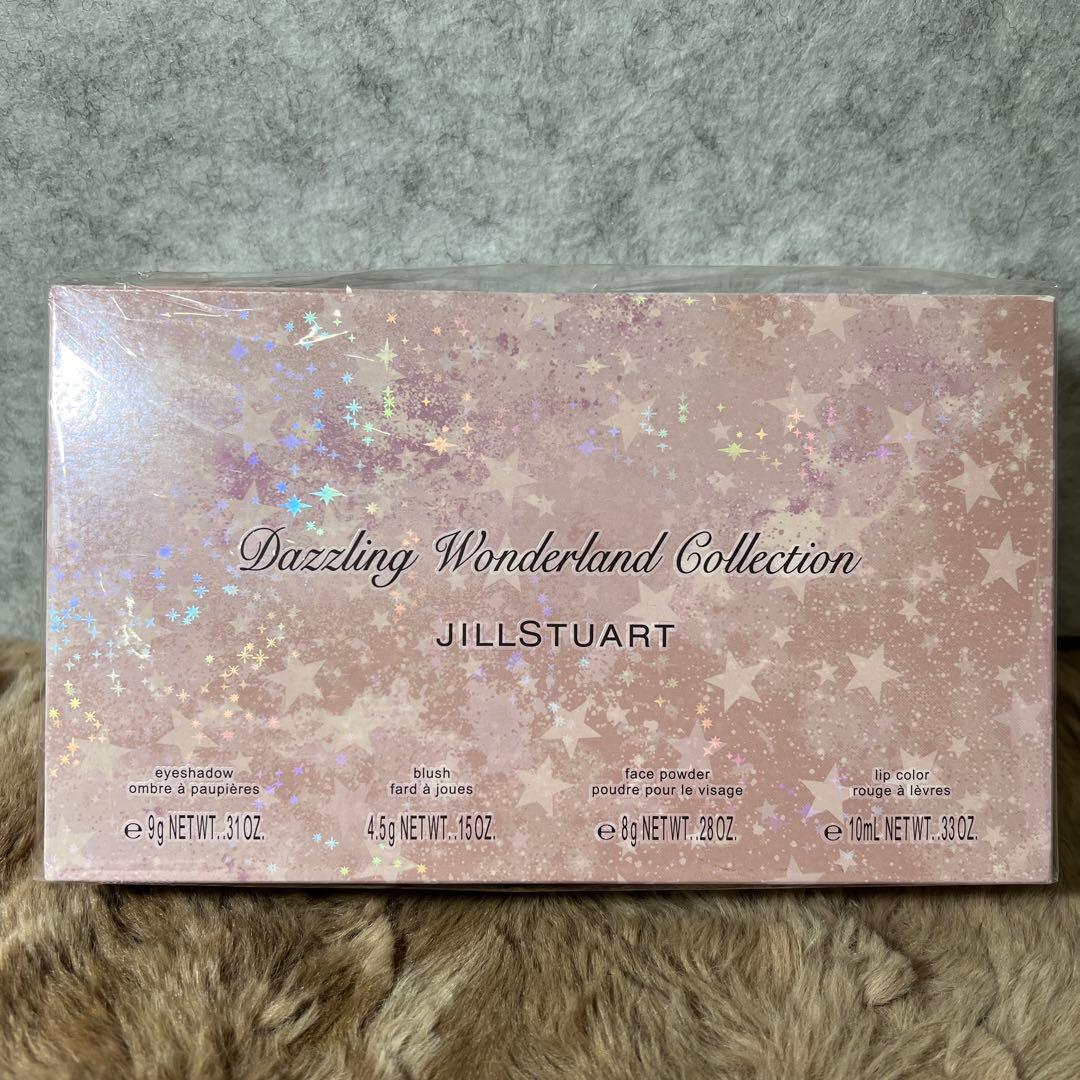 Dazzling Wonderland Collection
JILLSTUART
eyeshadow
ombre à paupières
℮ 9g NET WT. .31 OZ.
blush
fard à joues
4.5g NET WT. .15 OZ.
face powder
poudre pour le visage
℮ 8g NET WT. .28 OZ.
lip color
rouge à lèvres
℮ 10mL NET WT. .33 OZ.